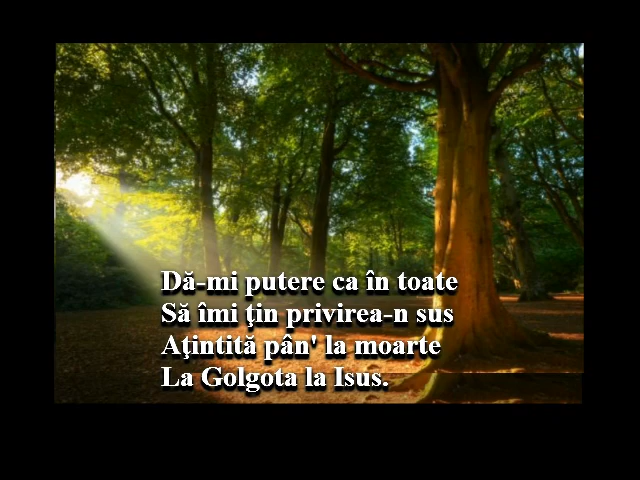 Dă-mi putere ca în toate
Să îmi ţin privirea-n sus
Aţintită pân' la moarte
La Golgota la Isus.